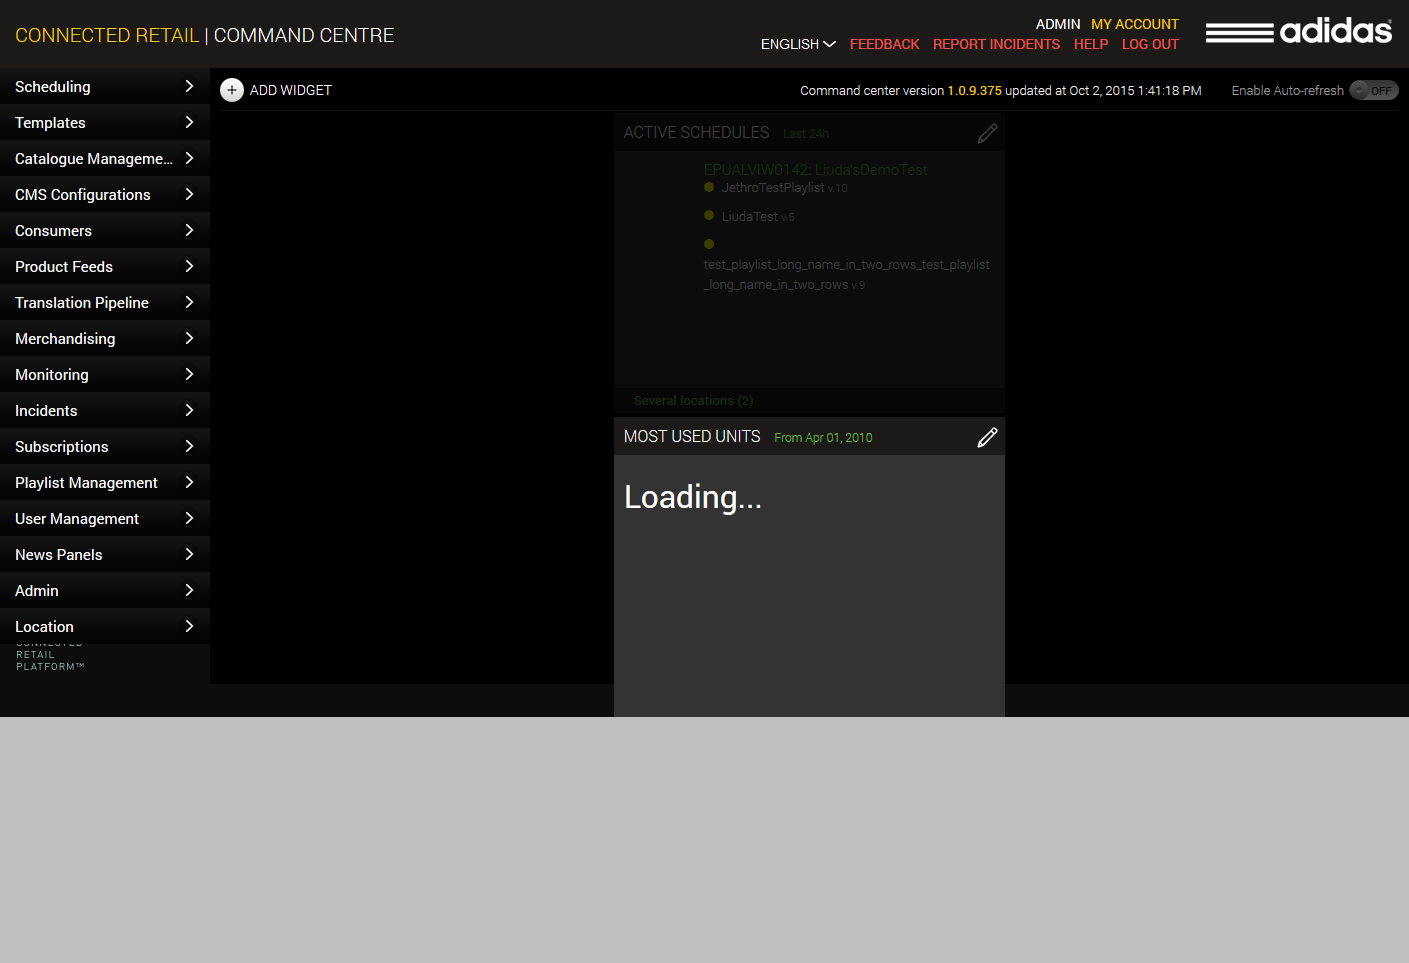 CONNECTED RETAIL | COMMAND CENTRE
ADMIN MY ACCOUNT
ENGLISH FEEDBACK REPORT INCIDENTS HELP LOG OUT
adidas
Scheduling
Templates
Catalogue Manageme...
CMS Configurations
Consumers
Product Feeds
Translation Pipeline
Merchandising
Monitoring
Incidents
Subscriptions
Playlist Management
User Management
News Panels
Admin
Location
CONNECTED
RETAIL
PLATFORM™
ADD WIDGET
Command center version 1.0.9.375 updated at Oct 2, 2015 1:41:18 PM
Enable Auto-refresh OFF
ACTIVE SCHEDULES Last 24h
EPUALVIW0142: Liuda'sDemoTest
JethroTestPlaylist v.10
LiudaTest v.5
test_playlist_long_name_in_two_rows_test_playlist
_long_name_in_two_rows v.9
Several locations (2)
MOST USED UNITS From Apr 01, 2010
Loading...